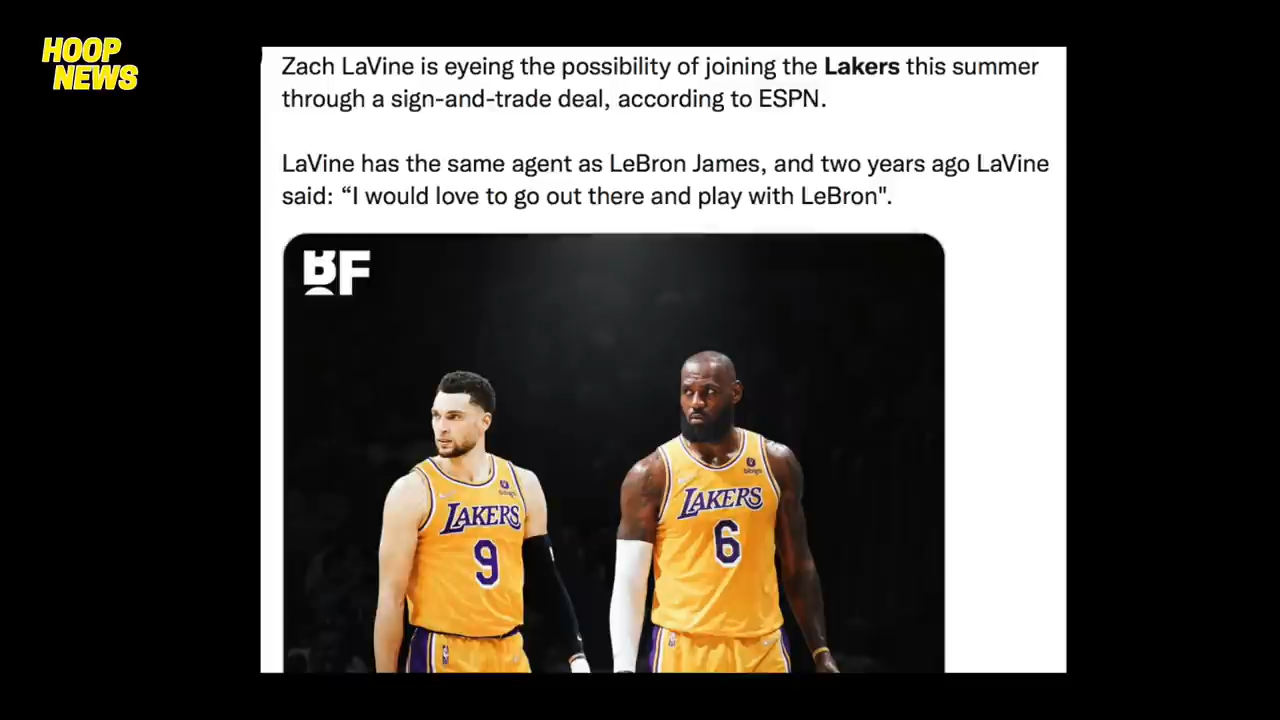 HOOP
NEWS
Zach LaVine is eyeing the possibility of joining the Lakers this summer
through a sign-and-trade deal, according to ESPN.
LaVine has the same agent as LeBron James, and two years ago LaVine
said: “I would love to go out there and play with LeBron".
BF
bibigo
LAKERS
6
bibigo
LAKERS
9